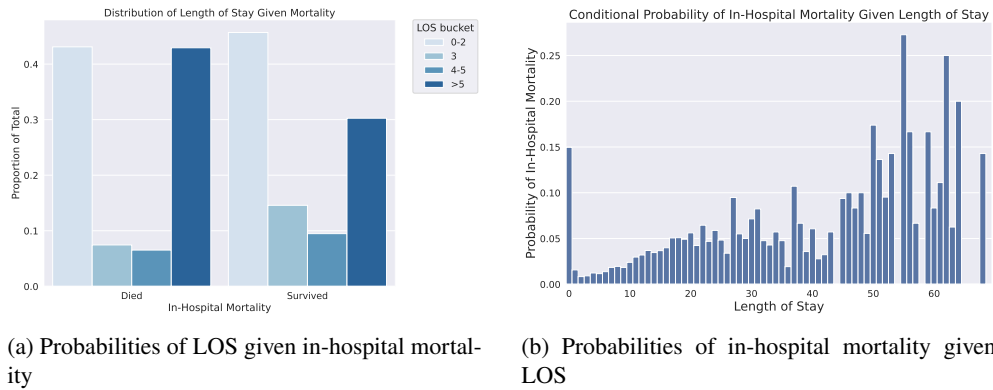 Distribution of Length of Stay Given Mortality
Proportion of Total
0.4
0.3
0.2
0.1
0.0
Died
Survived
In-Hospital Mortality
LOS bucket
0-2
3
4-5
>5
(a) Probabilities of LOS given in-hospital mortal-
ity
Conditional Probability of In-Hospital Mortality Given Length of Stay
Probability of In-Hospital Mortality
0.25
0.20
0.15
0.10
0.05
0.00
0 10 20 30 40 50 60
Length of Stay
(b) Probabilities of in-hospital mortality given
LOS